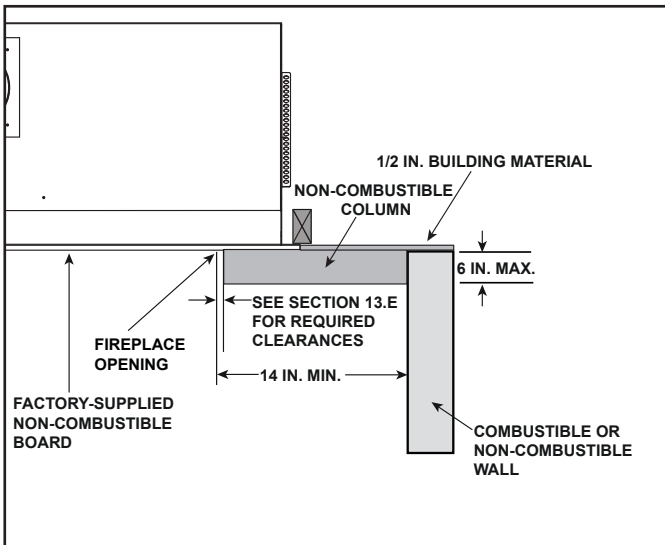 1/2 IN. BUILDING MATERIAL
NON-COMBUSTIBLE
COLUMN
6 IN. MAX.
SEE SECTION 13.E
FOR REQUIRED
CLEARANCES
FIREPLACE
OPENING
14 IN. MIN.
FACTORY-SUPPLIED
NON-COMBUSTIBLE
BOARD
COMBUSTIBLE OR
NON-COMBUSTIBLE
WALL